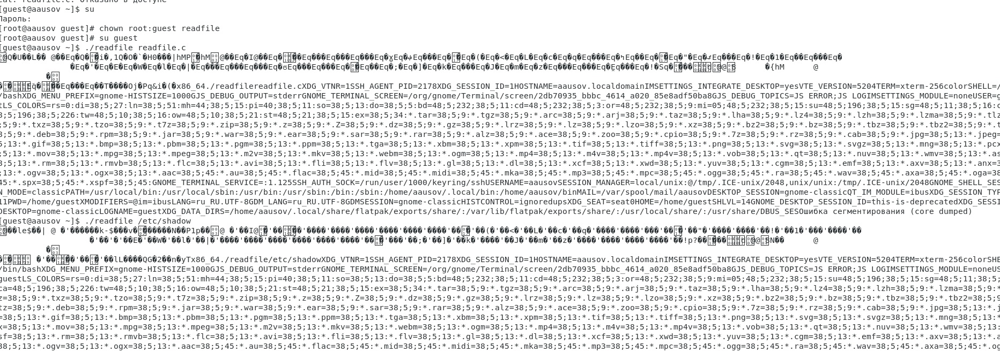 [guest@aausov ~]$ su
Пароль:
[root@aausov guest]# chown root:guest readfile
[root@aausov guest]# su guest
[guest@aausov ~]$ ./readfile readfile.c
x86_64./readfilereadfile.cXDG_VTNR=1SSH_AGENT_PID=2178XDG_SESSION_ID=1HOSTNAME=aausov.localdomainIMSETTINGS_INTEGRATE_DESKTOP=yesVTE_VERSION=5204TERM=xterm-256colorSHELL=/
/bashXDG_MENU_PREFIX=gnome-HISTSIZE=1000GJS_DEBUG_OUTPUT=stderrGNOME_TERMINAL_SCREEN=/org/gnome/Terminal/screen/2db70935_bbbc_4614_a020_85e8adf50ba8GJS_DEBUG_TOPICS=JS ERROR;JS LOGIMSETTINGS_MODULE=noneUSER=g
tLS_COLORS=rs=0:di=38;5;27:ln=38;5;51:mh=44;38;5;15:pi=40;38;5;11:so=38;5;13:do=38;5;5:bd=48;5;232;38;5;11:cd=48;5;232;38;5;3:or=48;5;232;38;5;9:mi=05;48;5;232;38;5;15:su=48;5;196;38;5;15:sg=48;5;11;38;5;16:c
8;5;196;38;5;226:tw=48;5;10;38;5;16:ow=48;5;10;38;5;21:st=48;5;21;38;5;15:ex=38;5;34:*.tar=38;5;9:*.tgz=38;5;9:*.arc=38;5;9:*.arj=38;5;9:*.taz=38;5;9:*.lha=38;5;9:*.lz4=38;5;9:*.lzh=38;5;9:*.lzma=38;5;9:*.tlz
;5;9:*.txz=38;5;9:*.tzo=38;5;9:*.t7z=38;5;9:*.zip=38;5;9:*.z=38;5;9:*.Z=38;5;9:*.dz=38;5;9:*.gz=38;5;9:*.lrz=38;5;9:*.lz=38;5;9:*.lzo=38;5;9:*.xz=38;5;9:*.bz2=38;5;9:*.bz=38;5;9:*.tbz=38;5;9:*.tbz2=38;5;9:*.t
8;5;9:*.deb=38;5;9:*.rpm=38;5;9:*.jar=38;5;9:*.war=38;5;9:*.ear=38;5;9:*.sar=38;5;9:*.rar=38;5;9:*.alz=38;5;9:*.ace=38;5;9:*.zoo=38;5;9:*.cpio=38;5;9:*.7z=38;5;9:*.rz=38;5;9:*.cab=38;5;9:*.jpg=38;5;13:*.jpeg=
5;13:*.gif=38;5;13:*.bmp=38;5;13:*.pbm=38;5;13:*.pgm=38;5;13:*.ppm=38;5;13:*.tga=38;5;13:*.xbm=38;5;13:*.xpm=38;5;13:*.tif=38;5;13:*.tiff=38;5;13:*.png=38;5;13:*.svg=38;5;13:*.svgz=38;5;13:*.mng=38;5;13:*.pcx
;5;13:*.mov=38;5;13:*.mpg=38;5;13:*.mpeg=38;5;13:*.m2v=38;5;13:*.mkv=38;5;13:*.webm=38;5;13:*.ogm=38;5;13:*.mp4=38;5;13:*.m4v=38;5;13:*.mp4v=38;5;13:*.vob=38;5;13:*.qt=38;5;13:*.nuv=38;5;13:*.wmv=38;5;13:*.as
8;5;13:*.rm=38;5;13:*.rmvb=38;5;13:*.flc=38;5;13:*.avi=38;5;13:*.fli=38;5;13:*.flv=38;5;13:*.gl=38;5;13:*.dl=38;5;13:*.xcf=38;5;13:*.xwd=38;5;13:*.yuv=38;5;13:*.cgm=38;5;13:*.emf=38;5;13:*.axv=38;5;13:*.anx=3
;5;13:*.ogv=38;5;13:*.ogx=38;5;13:*.aac=38;5;45:*.au=38;5;45:*.flac=38;5;45:*.mid=38;5;45:*.midi=38;5;45:*.mka=38;5;45:*.mp3=38;5;45:*.mpc=38;5;45:*.ogg=38;5;45:*.ra=38;5;45:*.wav=38;5;45:*.axa=38;5;45:*.oga=38
45:*.spx=38;5;45:*.xspf=38;5;45:GNOME_TERMINAL_SERVICE=:1.125SSH_AUTH_SOCK=/run/user/1000/keyring/sshUSERNAME=aausovSESSION_MANAGER=local/unix:@/tmp/.ICE-unix/2048,unix/unix:/tmp/.ICE-unix/2048GNOME_SHELL_SES
N_MODE=classicPATH=/usr/local/bin:/usr/local/sbin:/usr/bin:/usr/sbin:/bin:/sbin:/home/aausov/.local/bin:/home/aausov/binMAIL=/var/spool/mail/aausovDESKTOP_SESSION=gnome-classicQT_IM_MODULE=ibusXDG_SESSION_TYP
11PWD=/home/guestXMODIFIERS=@im=ibusLANG=ru_RU.UTF-8GDM_LANG=ru_RU.UTF-8GDMSESSION=gnome-classicHISTCONTROL=ignoredupsXDG_SEAT=seat0HOME=/home/guestSHLVL=14GNOME_DESKTOP_SESSION_ID=this-is-deprecatedXDG_SESSI
DESKTOP=gnome-classicLOGNAME=guestXDG_DATA_DIRS=/home/aausov/.local/share/flatpak/exports/share/:/var/lib/flatpak/exports/share/:/usr/local/share/:/usr/share/DBUS_SESОшибка сегментирования (core dumped)
[guest@aausov ~]$ ./readfile /etc/shadow
x86_64./readfile/etc/shadowXDG_VTNR=1SSH_AGENT_PID=2178XDG_SESSION_ID=1HOSTNAME=aausov.localdomainIMSETTINGS_INTEGRATE_DESKTOP=yesVTE_VERSION=5204TERM=xterm-256colorSHE
/bin/bashXDG_MENU_PREFIX=gnome-HISTSIZE=1000GJS_DEBUG_OUTPUT=stderrGNOME_TERMINAL_SCREEN=/org/gnome/Terminal/screen/2db70935_bbbc_4614_a020_85e8adf50ba8GJS_DEBUG_TOPICS=JS ERROR;JS LOGIMSETTINGS_MODULE=noneUS
guestLS_COLORS=rs=0:di=38;5;27:ln=38;5;51:mh=44;38;5;15:pi=40;38;5;11:so=38;5;13:do=38;5;5:bd=48;5;232;38;5;11:cd=48;5;232;38;5;3:or=48;5;232;38;5;9:mi=05;48;5;232;38;5;15:su=48;5;196;38;5;15:sg=48;5;11;38;5;
ca=48;5;196;38;5;226:tw=48;5;10;38;5;16:ow=48;5;10;38;5;21:st=48;5;21;38;5;15:ex=38;5;34:*.tar=38;5;9:*.tgz=38;5;9:*.arc=38;5;9:*.arj=38;5;9:*.taz=38;5;9:*.lha=38;5;9:*.lz4=38;5;9:*.lzh=38;5;9:*.lzma=38;5;9:*
z=38;5;9:*.txz=38;5;9:*.tzo=38;5;9:*.t7z=38;5;9:*.zip=38;5;9:*.z=38;5;9:*.Z=38;5;9:*.dz=38;5;9:*.gz=38;5;9:*.lrz=38;5;9:*.lz=38;5;9:*.lzo=38;5;9:*.xz=38;5;9:*.bz2=38;5;9:*.bz=38;5;9:*.tbz=38;5;9:*.tbz2=38;5;9
tz=38;5;9:*.deb=38;5;9:*.rpm=38;5;9:*.jar=38;5;9:*.war=38;5;9:*.ear=38;5;9:*.sar=38;5;9:*.rar=38;5;9:*.alz=38;5;9:*.ace=38;5;9:*.zoo=38;5;9:*.cpio=38;5;9:*.7z=38;5;9:*.rz=38;5;9:*.cab=38;5;9:*.jpg=38;5;13:*.j
=38;5;13:*.gif=38;5;13:*.bmp=38;5;13:*.pbm=38;5;13:*.pgm=38;5;13:*.ppm=38;5;13:*.tga=38;5;13:*.xbm=38;5;13:*.xpm=38;5;13:*.tif=38;5;13:*.tiff=38;5;13:*.png=38;5;13:*.svg=38;5;13:*.svgz=38;5;13:*.mng=38;5;13:*
x=38;5;13:*.mov=38;5;13:*.mpg=38;5;13:*.mpeg=38;5;13:*.m2v=38;5;13:*.mkv=38;5;13:*.webm=38;5;13:*.ogm=38;5;13:*.mp4=38;5;13:*.m4v=38;5;13:*.mp4v=38;5;13:*.vob=38;5;13:*.qt=38;5;13:*.nuv=38;5;13:*.wmv=38;5;13:
sf=38;5;13:*.rm=38;5;13:*.rmvb=38;5;13:*.flc=38;5;13:*.avi=38;5;13:*.fli=38;5;13:*.flv=38;5;13:*.gl=38;5;13:*.dl=38;5;13:*.xcf=38;5;13:*.xwd=38;5;13:*.yuv=38;5;13:*.cgm=38;5;13:*.emf=38;5;13:*.axv=38;5;13:*.a
38;5;13:*.ogv=38;5;13:*.ogx=38;5;13:*.aac=38;5;45:*.au=38;5;45:*.flac=38;5;45:*.mid=38;5;45:*.midi=38;5;45:*.mka=38;5;45:*.mp3=38;5;45:*.mpc=38;5;45:*.ogg=38;5;45:*.ra=38;5;45:*.wav=38;5;45:*.axa=38;5;45:*.og